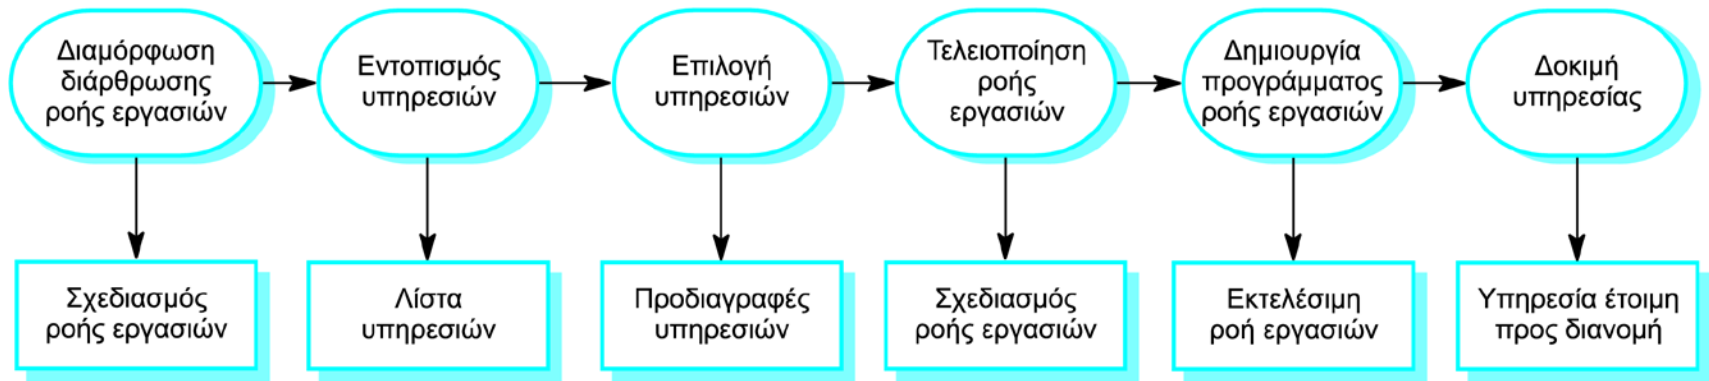 Διαμόρφωση
διάρθρωσης
ροής εργασιών
Εντοπισμός
υπηρεσιών
Επιλογή
υπηρεσιών
Τελειοποίηση
ροής
εργασιών
Δημιουργία
προγράμματος
ροής εργασιών
Δοκιμή
υπηρεσίας
Σχεδιασμός
ροής εργασιών
Λίστα
υπηρεσιών
Προδιαγραφές
υπηρεσιών
Σχεδιασμός
ροής εργασιών
Εκτελέσιμη
ροή εργασιών
Υπηρεσία έτοιμη
προς διανομή